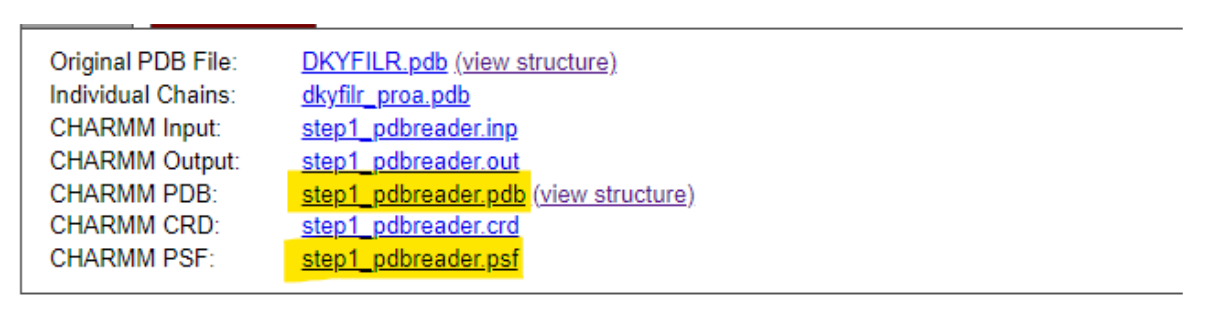 Original PDB File: DKYFILR.pdb (view structure)
Individual Chains: dkyfilr_proa.pdb
CHARMM Input: step1_pdbreader.inp
CHARMM Output: step1_pdbreader.out
CHARMM PDB: step1_pdbreader.pdb (view structure)
CHARMM CRD: step1_pdbreader.crd
CHARMM PSF: step1_pdbreader.psf